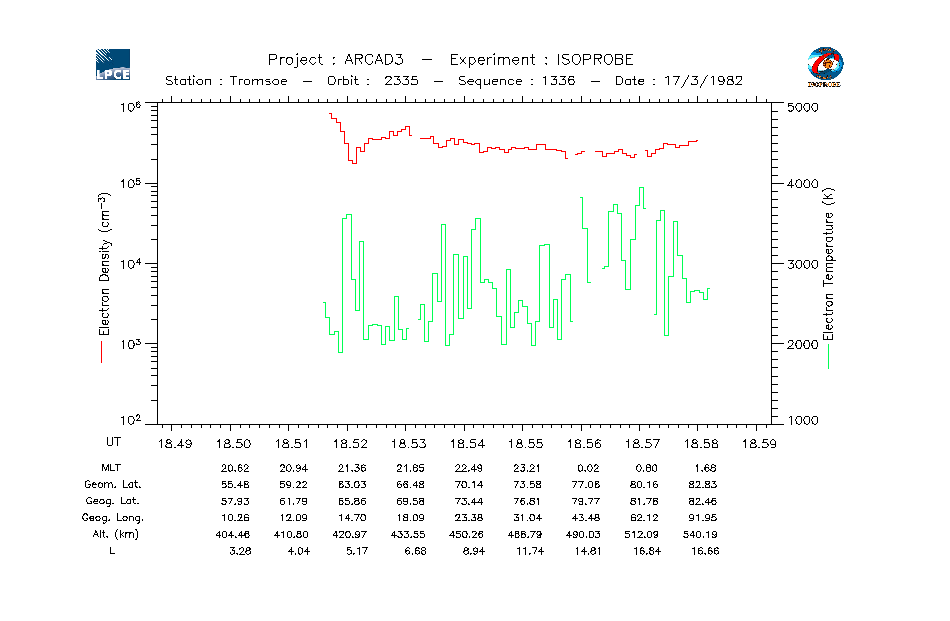 LPCE
Project : ARCAD3 — Experiment : ISOPROBE
ISOPROBE
Station : Tromsoe — Orbit : 2335 — Sequence : 1336 — Date : 17/3/1982
10^6
10^5
10^4
10^3
10^2
Electron Density (cm^-3)
5000
4000
3000
2000
1000
Electron Temperature (K)
UT 18.49 18.50 18.51 18.52 18.53 18.54 18.55 18.56 18.57 18.58 18.59
MLT 20.62 20.94 21.36 21.85 22.49 23.21 0.02 0.80 1.68
Geom. Lat. 55.48 59.22 63.03 66.48 70.14 73.58 77.08 80.16 82.83
Geog. Lat. 57.93 61.79 65.86 69.58 73.44 76.81 79.77 81.78 82.46
Geog. Long. 10.26 12.09 14.70 18.09 23.38 31.04 43.48 62.12 91.95
Alt. (km) 404.46 410.80 420.97 433.55 450.26 468.79 490.03 512.09 540.19
L 3.28 4.04 5.17 6.68 8.94 11.74 14.81 16.84 16.66